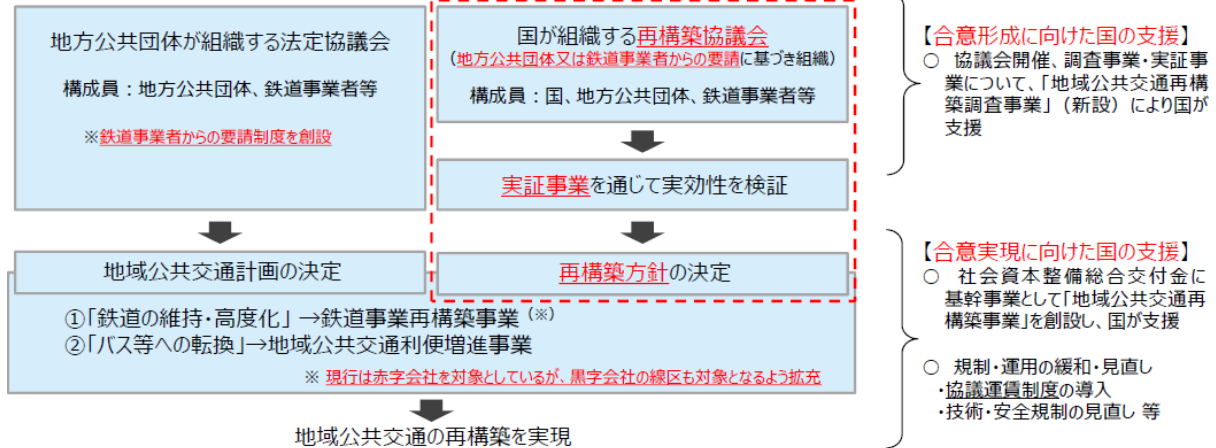 地方公共団体が組織する法定協議会
構成員：地方公共団体、鉄道事業者等
※鉄道事業者からの要請制度を創設
国が組織する再構築協議会
（地方公共団体又は鉄道事業者からの要請に基づき組織）
構成員：国、地方公共団体、鉄道事業者等
実証事業を通じて実効性を検証
【合意形成に向けた国の支援】
○ 協議会開催、調査事業・実証事
業について、「地域公共交通再構
築調査事業」（新設）により国が
支援
地域公共交通計画の決定
再構築方針の決定
①「鉄道の維持・高度化」→鉄道事業再構築事業（※）
②「バス等への転換」→地域公共交通利便増進事業
※ 現行は赤字会社を対象としているが、黒字会社の線区も対象となるよう拡充
地域公共交通の再構築を実現
【合意実現に向けた国の支援】
○ 社会資本整備総合交付金に
基幹事業として「地域公共交通再
構築事業」を創設し、国が支援
○ 規制・運用の緩和・見直し
・協議運賃制度の導入
・技術・安全規制の見直し 等